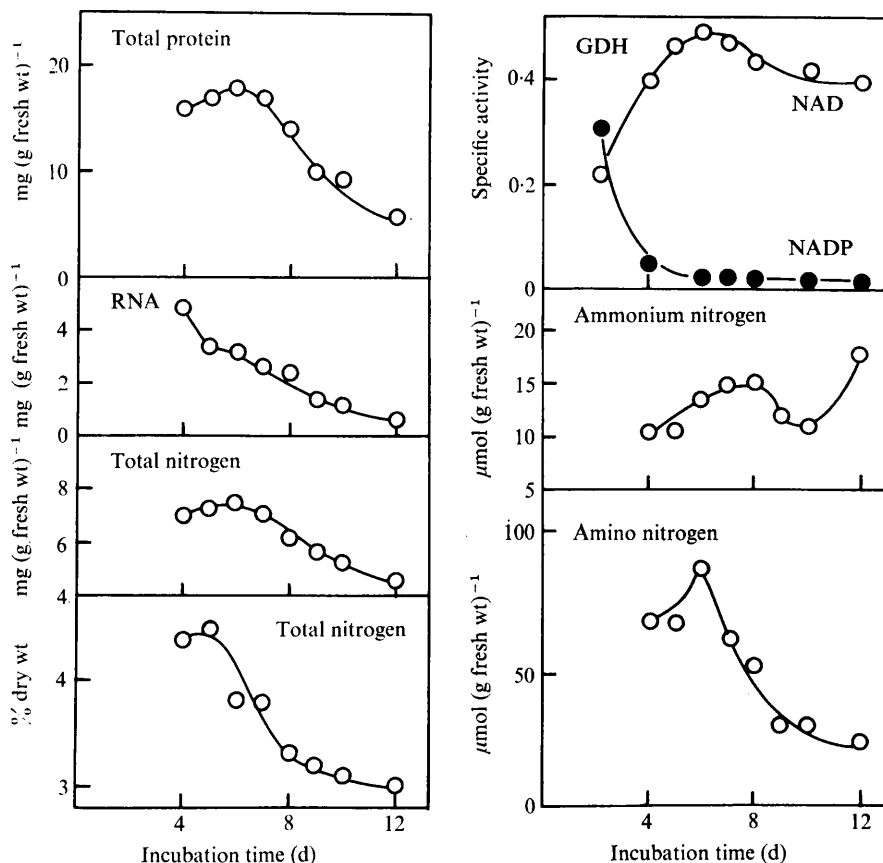 Total protein
mg (g fresh wt)⁻¹
20
10
0
RNA
mg (g fresh wt)⁻¹
4
2
0
Total nitrogen
mg (g fresh wt)⁻¹
8
6
4
Total nitrogen
% dry wt
4
3
4
8
12
Incubation time (d)
GDH
NAD
NADP
Specific activity
0·4
0·2
0
Ammonium nitrogen
µmol (g fresh wt)⁻¹
20
15
10
5
Amino nitrogen
µmol (g fresh wt)⁻¹
100
50
0
4
8
12
Incubation time (d)